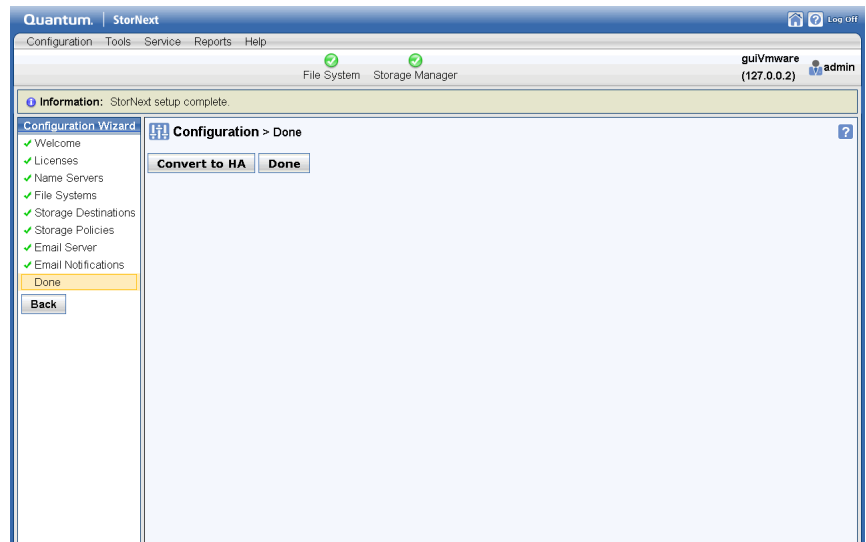 Quantum. StorNext Log Off
Configuration Tools Service Reports Help
File System Storage Manager
guiVmware
(127.0.0.2)
admin
Information: StorNext setup complete.
Configuration Wizard
Welcome
Licenses
Name Servers
File Systems
Storage Destinations
Storage Policies
Email Server
Email Notifications
Done
Back
Configuration > Done
?
Convert to HA Done